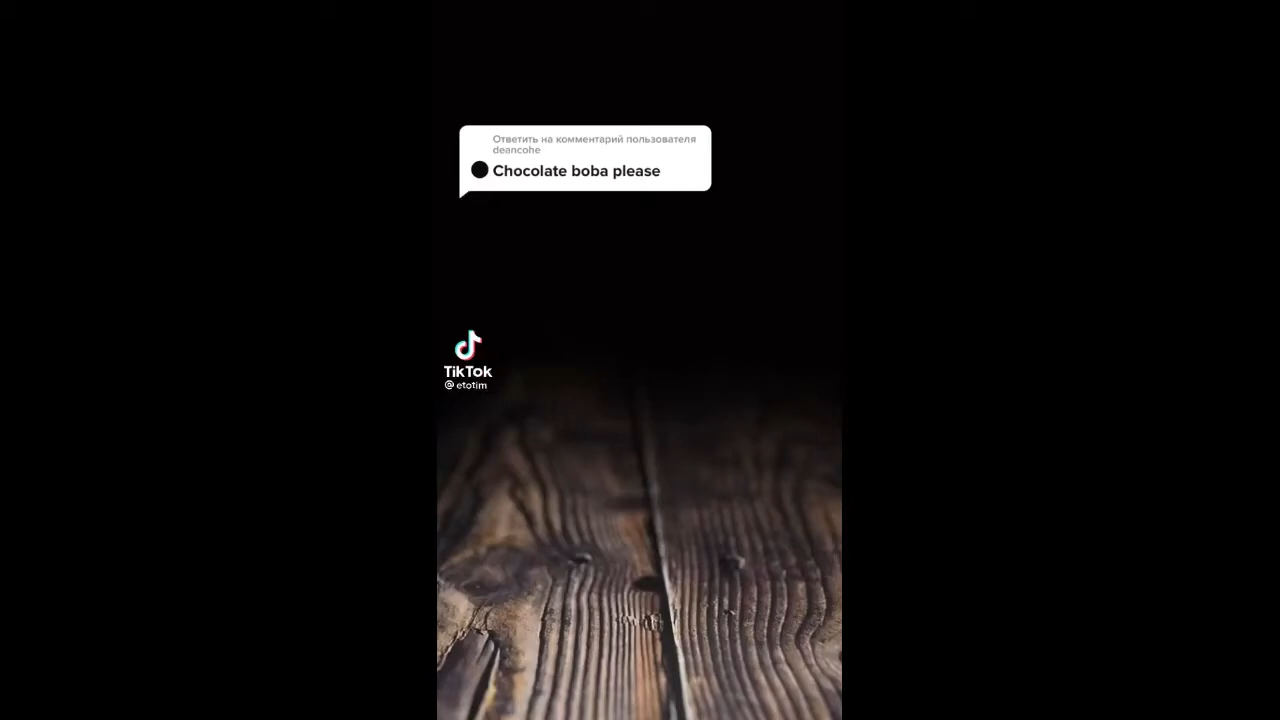 Ответить на комментарий пользователя
deancohe
Chocolate boba please
TikTok
@etotim